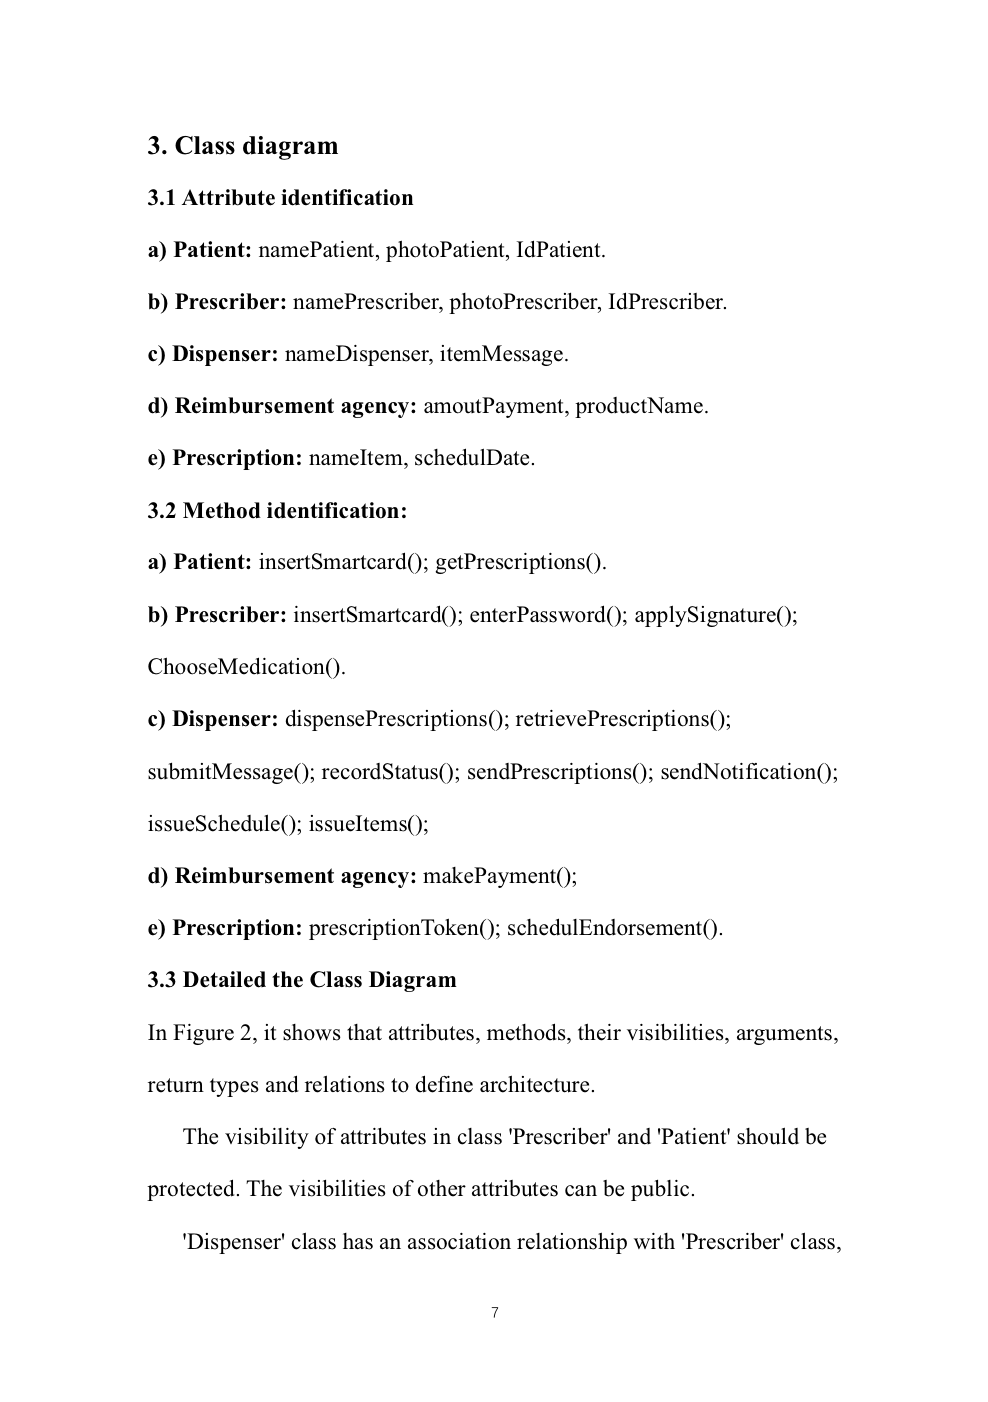 3. Class diagram
3.1 Attribute identification
a) Patient: namePatient, photoPatient, IdPatient.
b) Prescriber: namePrescriber, photoPrescriber, IdPrescriber.
c) Dispenser: nameDispenser, itemMessage.
d) Reimbursement agency: amoutPayment, productName.
e) Prescription: nameItem, schedulDate.
3.2 Method identification:
a) Patient: insertSmartcard(); getPrescriptions().
b) Prescriber: insertSmartcard(); enterPassword(); applySignature();
ChooseMedication().
c) Dispenser: dispensePrescriptions(); retrievePrescriptions();
submitMessage(); recordStatus(); sendPrescriptions(); sendNotification();
issueSchedule(); issueItems();
d) Reimbursement agency: makePayment();
e) Prescription: prescriptionToken(); schedulEndorsement().
3.3 Detailed the Class Diagram
In Figure 2, it shows that attributes, methods, their visibilities, arguments,
return types and relations to define architecture.
The visibility of attributes in class 'Prescriber' and 'Patient' should be
protected. The visibilities of other attributes can be public.
'Dispenser' class has an association relationship with 'Prescriber' class,
7